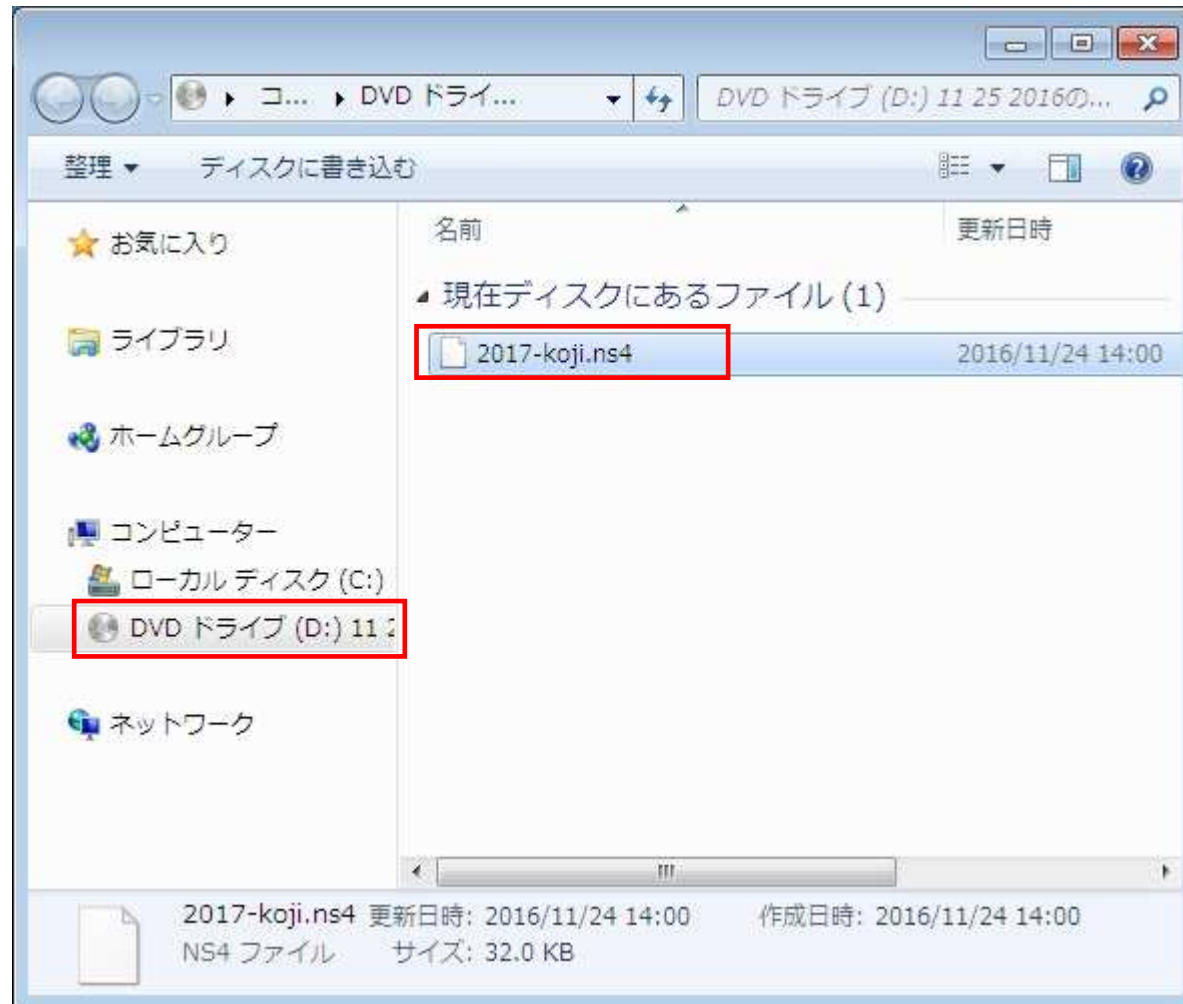 コ... DVD ドライ... DVD ドライブ (D:) 11 25 2016の...
整理 ディスクに書き込む
お気に入り
ライブラリ
ホームグループ
コンピューター
ローカル ディスク (C:)
DVD ドライブ (D:) 11 2
ネットワーク
名前 更新日時
現在ディスクにあるファイル (1)
2017-koji.ns4 2016/11/24 14:00
2017-koji.ns4 更新日時: 2016/11/24 14:00 作成日時: 2016/11/24 14:00
NS4 ファイル サイズ: 32.0 KB